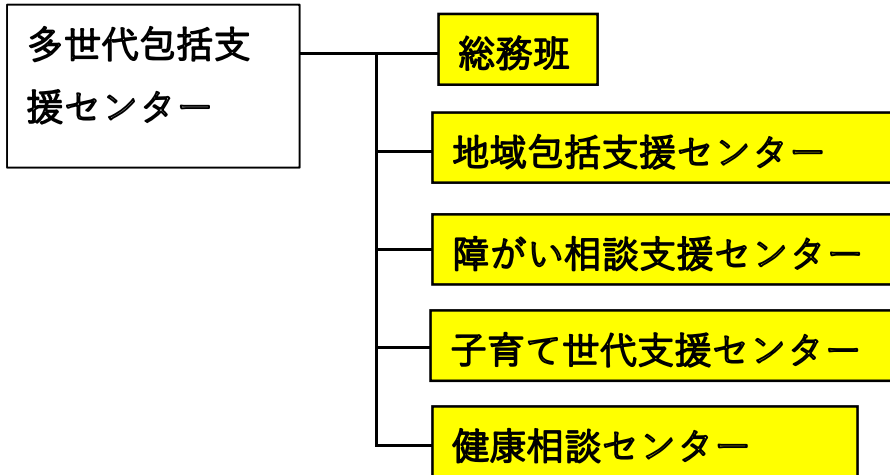 多世代包括支
援センター
総務班
地域包括支援センター
障がい相談支援センター
子育て世代支援センター
健康相談センター